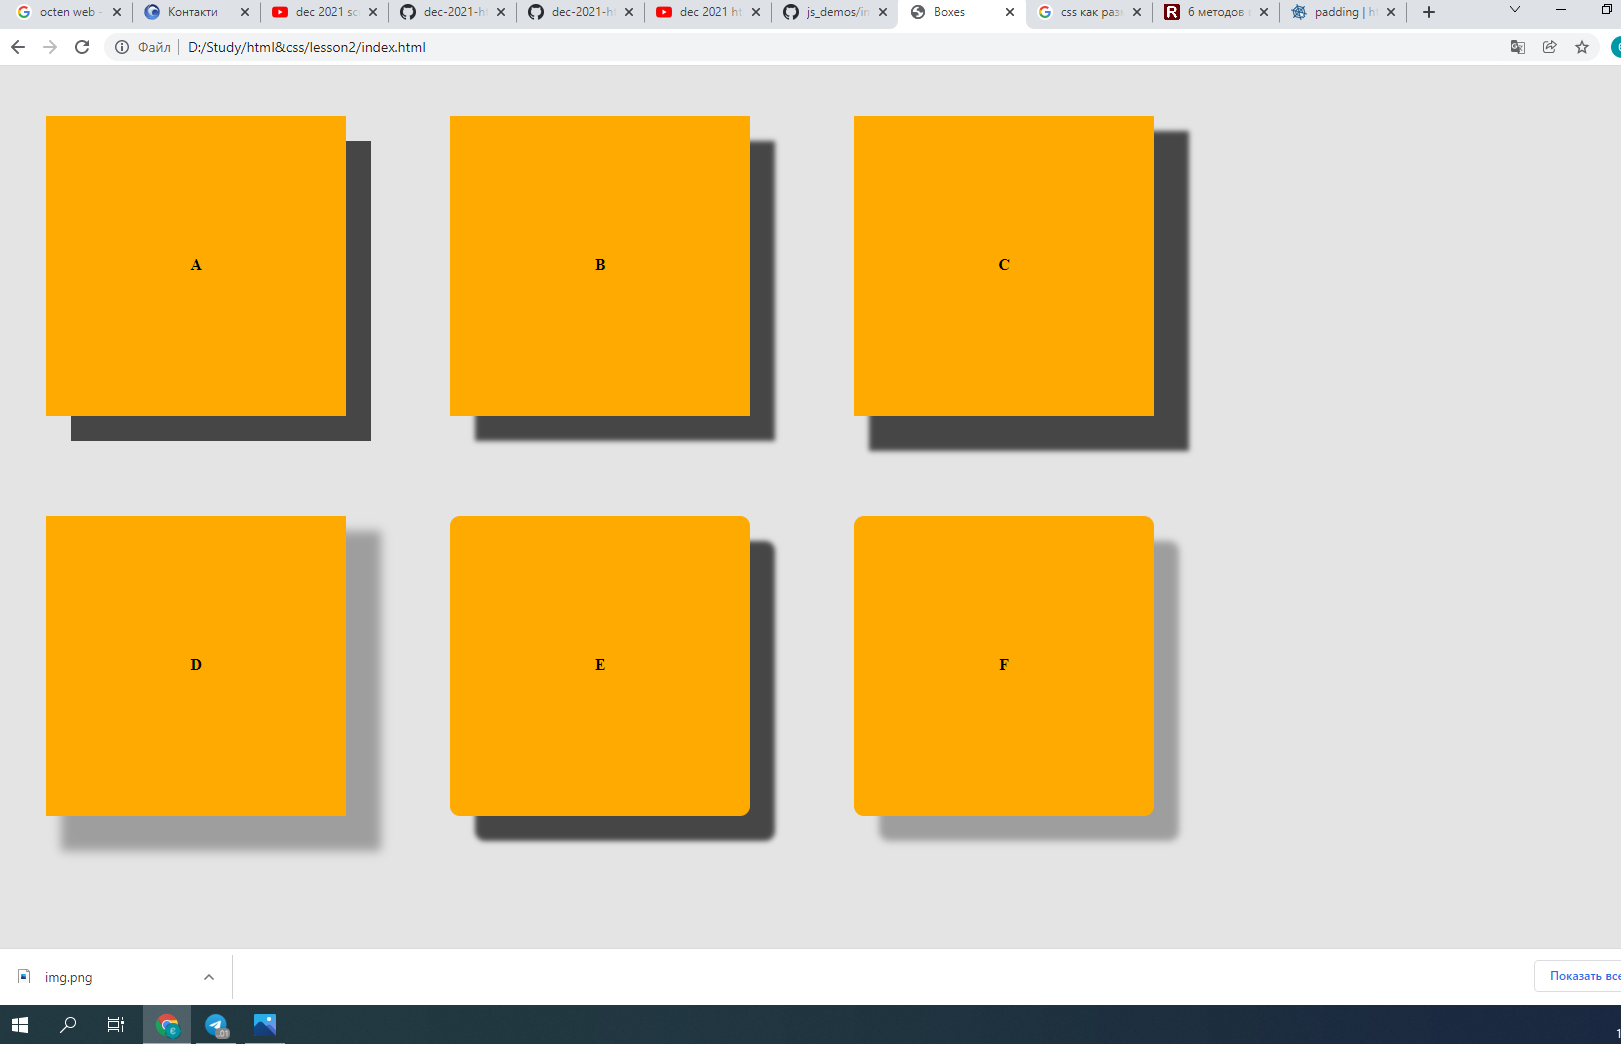 octen web - Контакти dec 2021 sc dec-2021-h dec-2021-h dec 2021 ht js_demos/in Boxes css как раз 6 методов padding | h
Файл D:/Study/html&css/lesson2/index.html
A B C
D E F
img.png Показать все